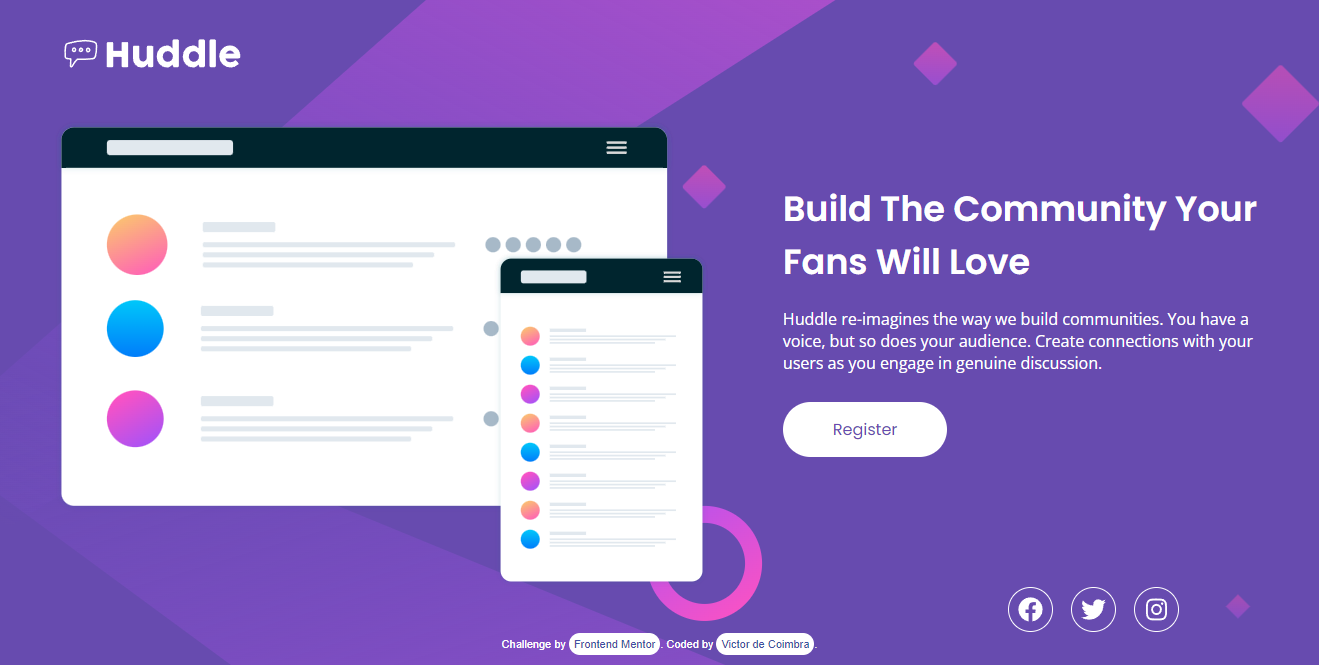 Huddle
Build The Community Your
Fans Will Love
Huddle re-imagines the way we build communities. You have a
voice, but so does your audience. Create connections with your
users as you engage in genuine discussion.
Register
Challenge by Frontend Mentor. Coded by Victor de Coimbra.